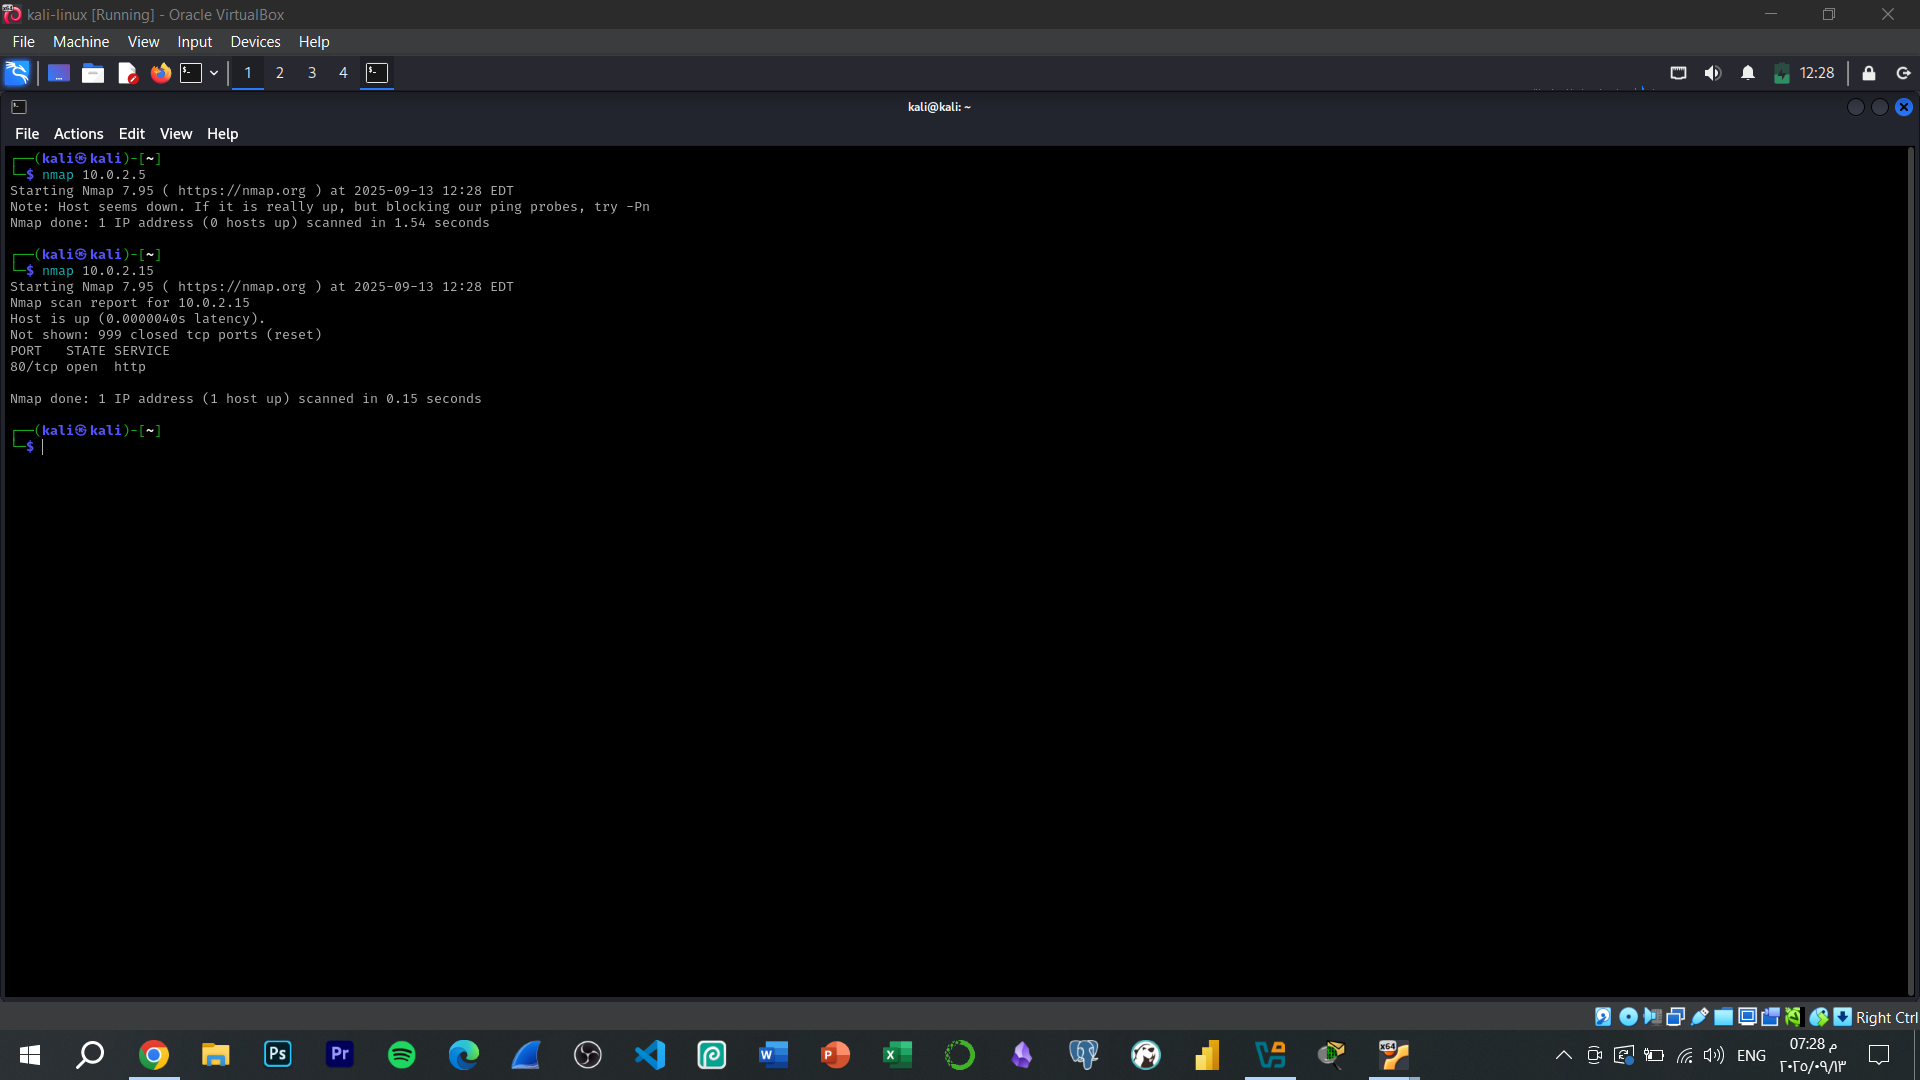 kali-linux [Running] - Oracle VirtualBox
File Machine View Input Devices Help
1 2 3 4 12:28
kali@kali: ~
File Actions Edit View Help
┌──(kali㉿kali)-[~]
└─$ nmap 10.0.2.5
Starting Nmap 7.95 ( https://nmap.org ) at 2025-09-13 12:28 EDT
Note: Host seems down. If it is really up, but blocking our ping probes, try -Pn
Nmap done: 1 IP address (0 hosts up) scanned in 1.54 seconds
┌──(kali㉿kali)-[~]
└─$ nmap 10.0.2.15
Starting Nmap 7.95 ( https://nmap.org ) at 2025-09-13 12:28 EDT
Nmap scan report for 10.0.2.15
Host is up (0.0000040s latency).
Not shown: 999 closed tcp ports (reset)
PORT   STATE SERVICE
80/tcp open  http
Nmap done: 1 IP address (1 host up) scanned in 0.15 seconds
┌──(kali㉿kali)-[~]
└─$
Right Ctrl
ENG
07:28 م
٢٠٢٥/٠٩/١٣